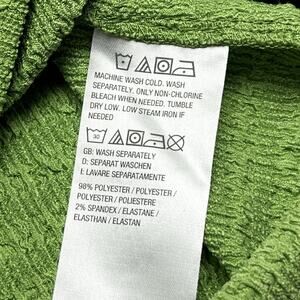 MACHINE WASH COLD. WASH
SEPARATELY. ONLY NON-CHLORINE
BLEACH WHEN NEEDED. TUMBLE
DRY LOW. LOW STEAM IRON IF
NEEDED
30
GB: WASH SEPARATELY
D: SEPARAT WASCHEN
I: LAVARE SEPARATAMENTE
98% POLYESTER / POLYESTER /
POLYESTER / POLIESTERE
2% SPANDEX / ELASTANE /
ELASTHAN / ELASTAN